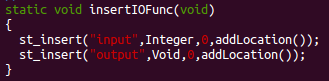 static void insertIOFunc(void)
{
  st_insert("input",Integer,0,addLocation());
  st_insert("output",Void,0,addLocation());
}